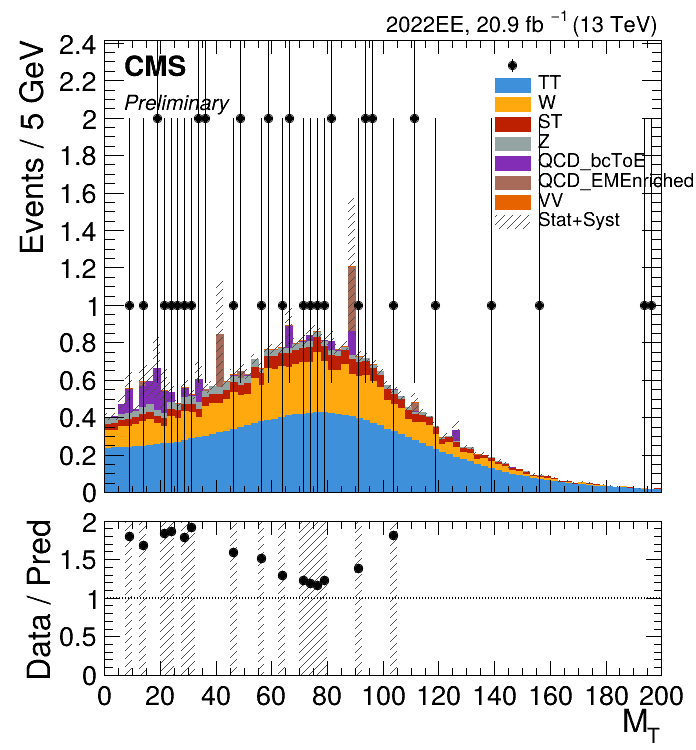 2022EE, 20.9 fb⁻¹ (13 TeV)
CMS
Preliminary
TT
W
ST
Z
QCD_bcToE
QCD_EMEnriched
VV
Stat+Syst
Events / 5 GeV
2.4
2.2
2
1.8
1.6
1.4
1.2
1
0.8
0.6
0.4
0.2
0
Data / Pred
2
1.5
1
0.5
0
0 20 40 60 80 100 120 140 160 180 200
M_T